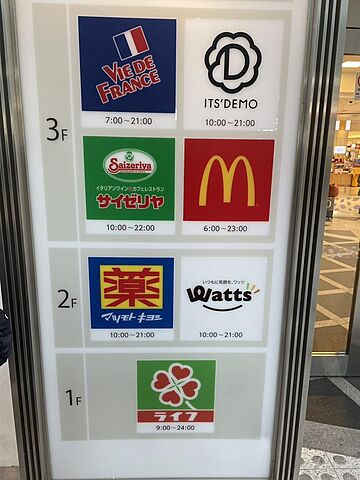 3F
VIE DE FRANCE
7:00~21:00
D
ITS'DEMO
10:00~21:00
Saizeriya
イタリアンワイン&カフェレストラン
サイゼリヤ
10:00~22:00
M
6:00~23:00
2F
薬
マツモトキヨシ
10:00~21:00
いつもに笑顔を、ワッツ
Watts
10:00~21:00
1F
ライフ
9:00~24:00